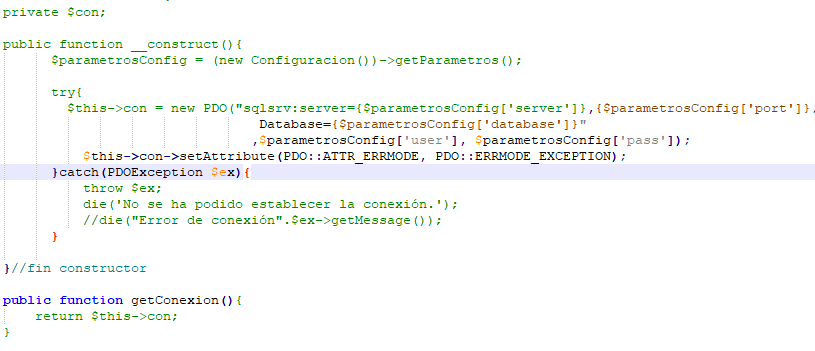 private $con;
public function __construct(){
$parametrosConfig = (new Configuracion())->getParametros();
try{
$this->con = new PDO("sqlsrv:server={$parametrosConfig['server']},{$parametrosConfig['port']},
Database={$parametrosConfig['database']}"
,$parametrosConfig['user'], $parametrosConfig['pass']);
$this->con->setAttribute(PDO::ATTR_ERRMODE, PDO::ERRMODE_EXCEPTION);
}catch(PDOException $ex){
throw $ex;
die('No se ha podido establecer la conexión.');
//die("Error de conexión".$ex->getMessage());
}
}//fin constructor
public function getConexion(){
return $this->con;
}